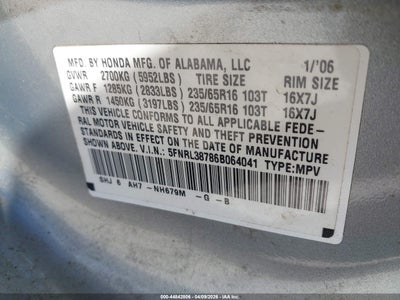 MFD. BY HONDA MFG. OF ALABAMA, LLC 1/'06
GVWR 2700KG (5952LBS) TIRE SIZE RIM SIZE
GAWR F 1285KG (2833LBS) 235/65R16 103T 16X7J
GAWR R 1450KG (3197LBS) 235/65R16 103T 16X7J
THIS VEHICLE CONFORMS TO ALL APPLICABLE FEDE-
RAL MOTOR VEHICLE SAFETY AND THEFT PREVENTION
STANDARDS IN EFFECT ON THE DATE OF MANUFACTURE
SHOWN ABOVE. V.I.N: 5FNRL38786B064041 TYPE:MPV
SHJ 6 AH7 -NH679M -G -B
000-44842806 04/09/2026 IAA Inc.